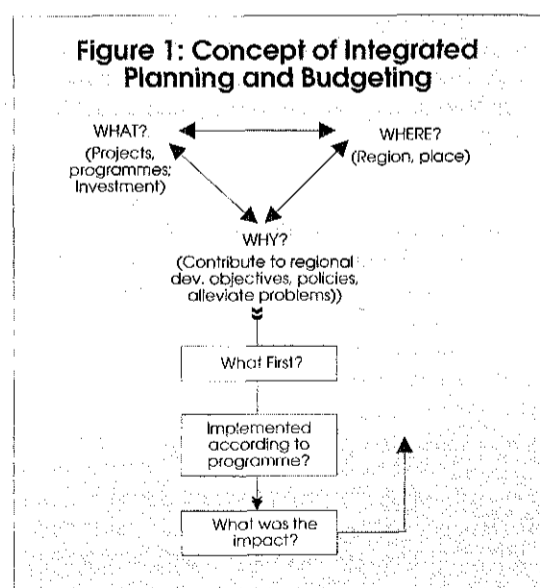 Figure 1: Concept of Integrated
Planning and Budgeting
WHAT?
(Projects,
programmes;
Investment)
WHERE?
(Region, place)
WHY?
(Contribute to regional
dev. objectives, policies,
alleviate problems))
What First?
Implemented
according to
programme?
What was the
impact?